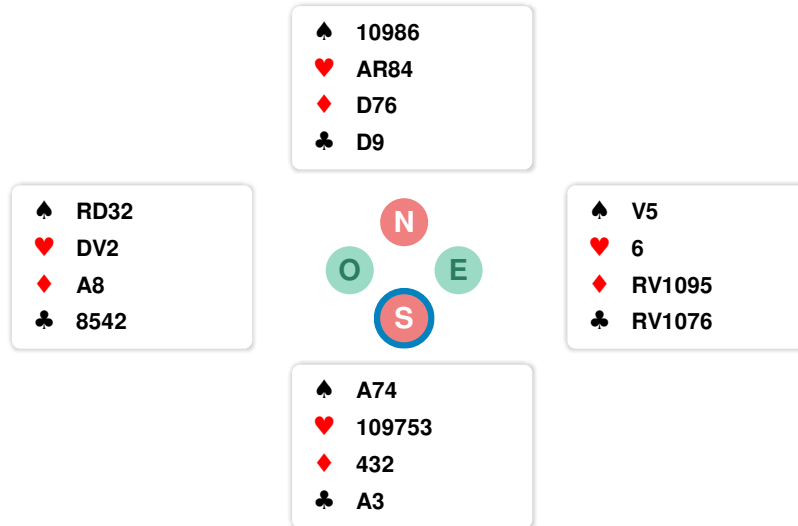 ♠ 10986
♥ AR84
♦ D76
♣ D9
♠ RD32
♥ DV2
♦ A8
♣ 8542
N
O E
S
♠ V5
♥ 6
♦ RV1095
♣ RV1076
♠ A74
♥ 109753
♦ 432
♣ A3